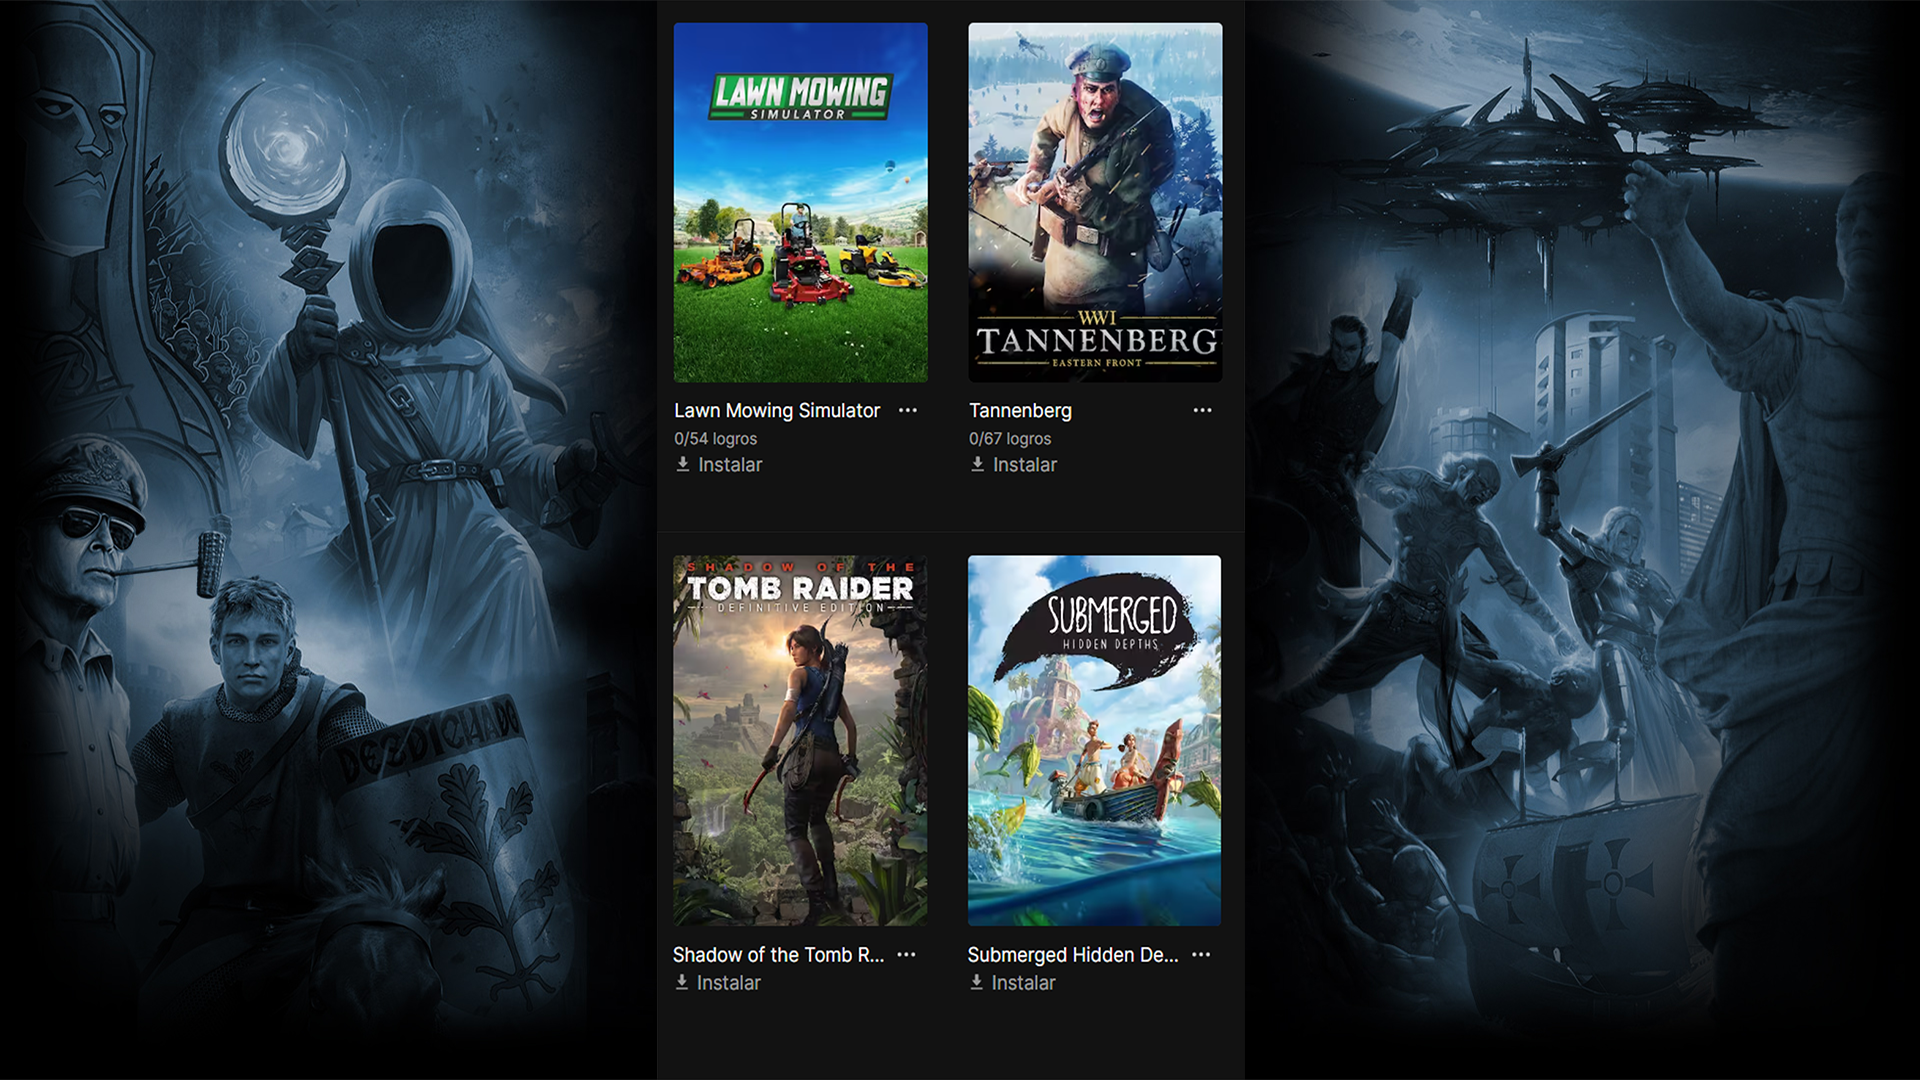 LAWN MOWING
SIMULATOR
Lawn Mowing Simulator ...
0/54 logros
Instalar
WWI
TANNENBERG
EASTERN FRONT
Tannenberg ...
0/67 logros
Instalar
SHADOW OF THE
TOMB RAIDER
DEFINITIVE EDITION
Shadow of the Tomb R... ...
Instalar
SUBMERGED
HIDDEN DEPTHS
Submerged Hidden De... ...
Instalar
DESDICHADO